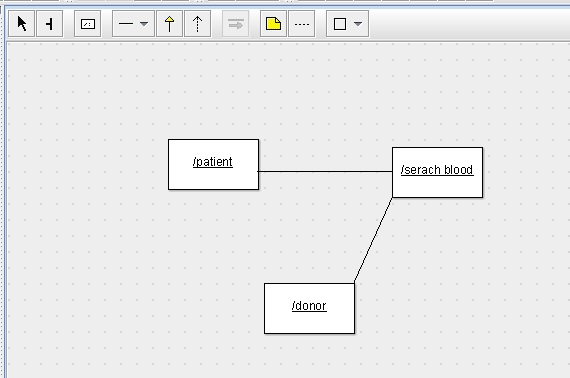 /patient
/serach blood
/donor